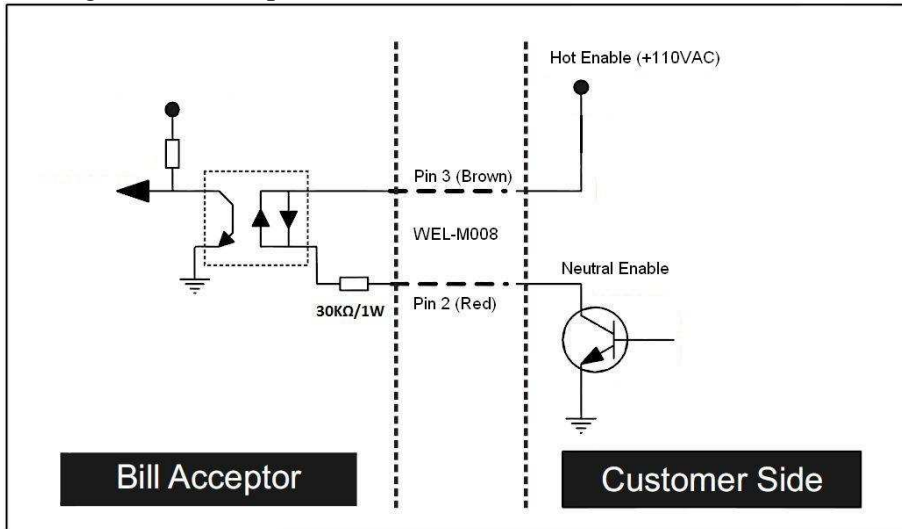 Hot Enable (+110VAC)
Pin 3 (Brown)
WEL-M008
Neutral Enable
30KΩ/1W
Pin 2 (Red)
Bill Acceptor
Customer Side